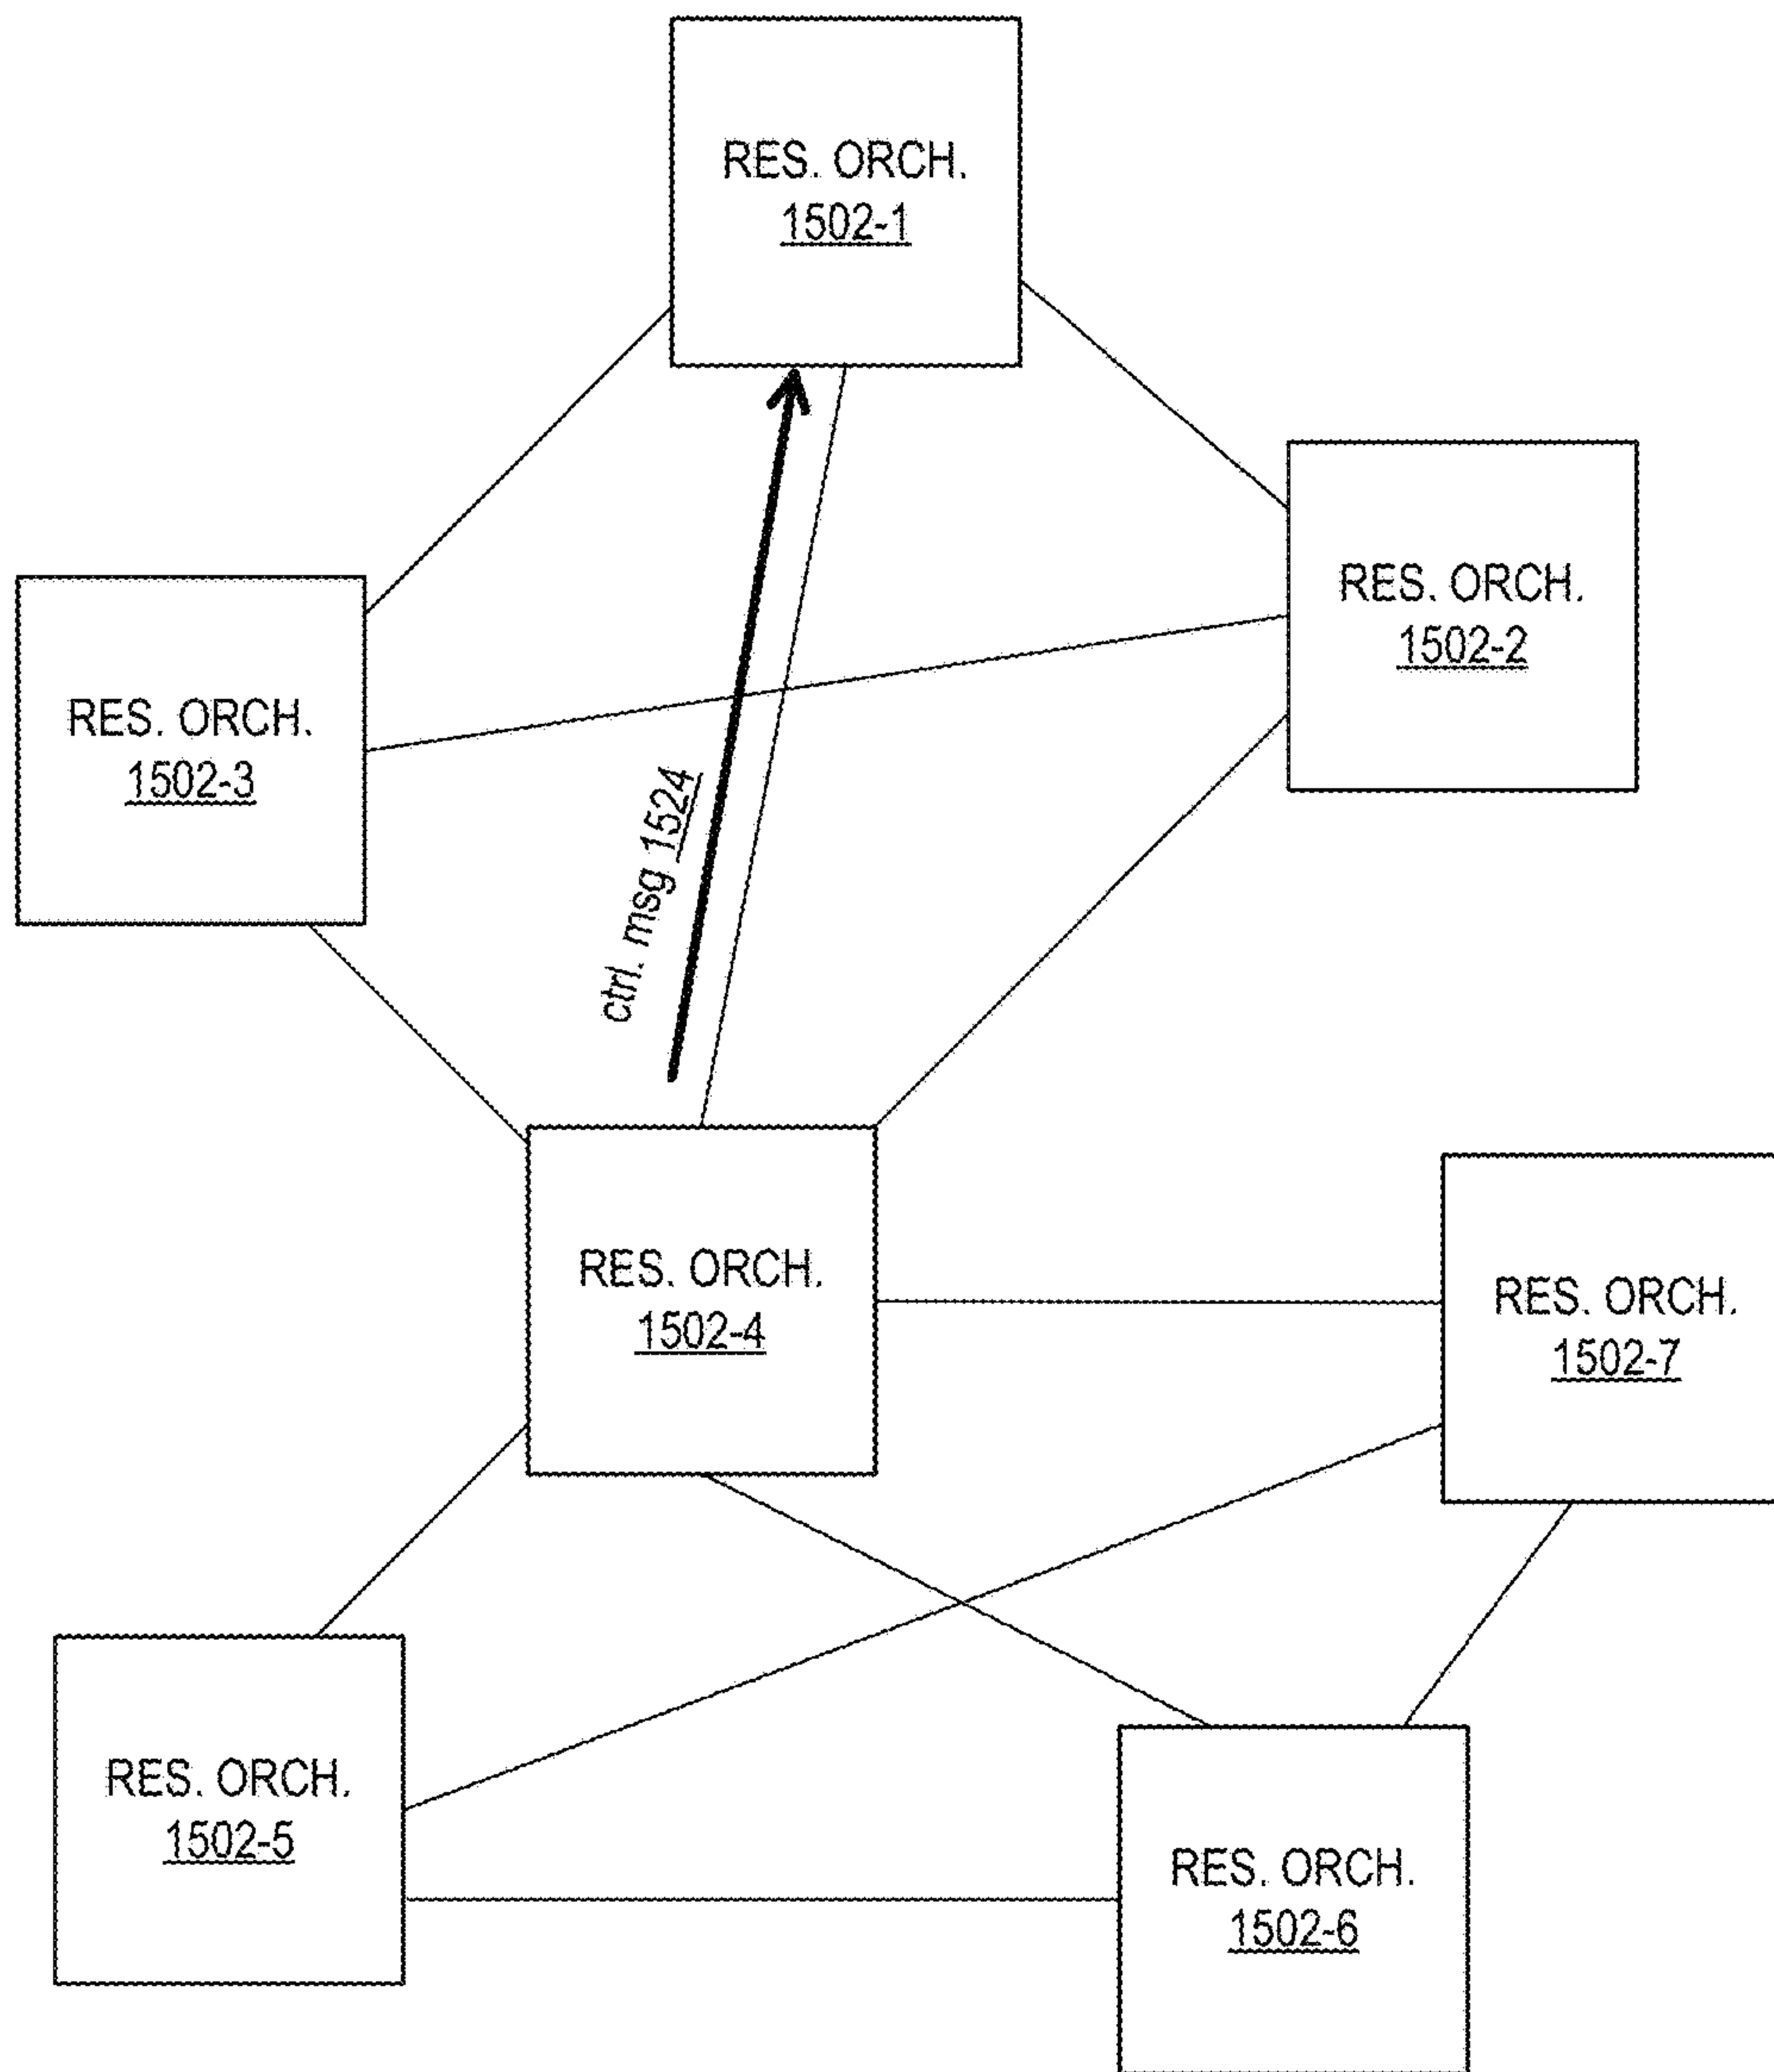 RES. ORCH.
1502-1
RES. ORCH.
1502-2
RES. ORCH.
1502-3
ctrl. msg 1524
RES. ORCH.
1502-4
RES. ORCH.
1502-7
RES. ORCH.
1502-5
RES. ORCH.
1502-6